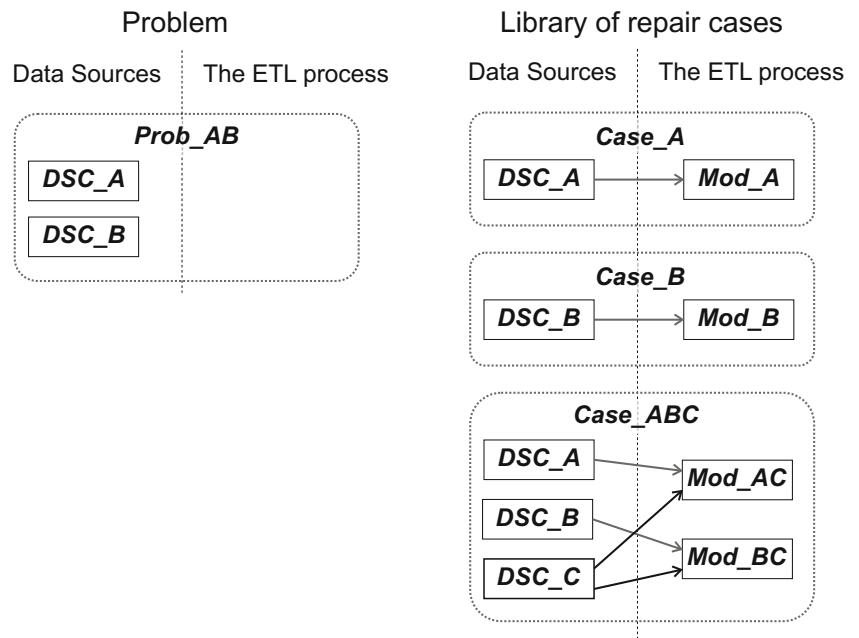 Problem
Data Sources
The ETL process
Prob_AB
DSC_A
DSC_B
Library of repair cases
Data Sources
The ETL process
Case_A
DSC_A
Mod_A
Case_B
DSC_B
Mod_B
Case_ABC
DSC_A
Mod_AC
DSC_B
Mod_BC
DSC_C